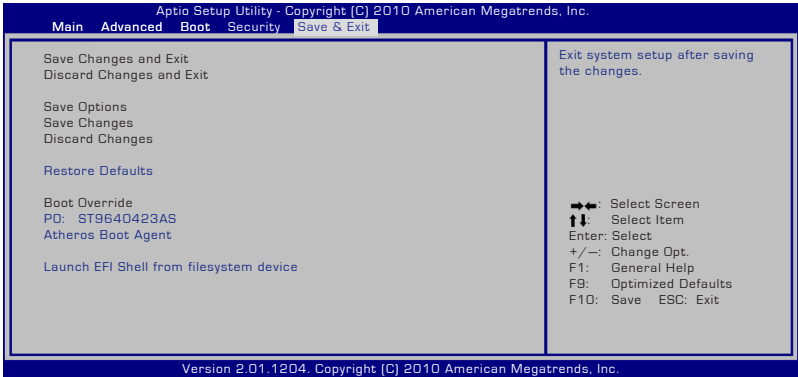 Aptio Setup Utility - Copyright (C) 2010 American Megatrends, Inc.
Main Advanced Boot Security Save & Exit
Save Changes and Exit
Discard Changes and Exit
Save Options
Save Changes
Discard Changes
Restore Defaults
Boot Override
P0: ST9640423AS
Atheros Boot Agent
Launch EFI Shell from filesystem device
Exit system setup after saving
the changes.
➡⬅: Select Screen
⬆⬇: Select Item
Enter: Select
+/—: Change Opt.
F1: General Help
F9: Optimized Defaults
F10: Save ESC: Exit
Version 2.01.1204. Copyright (C) 2010 American Megatrends, Inc.